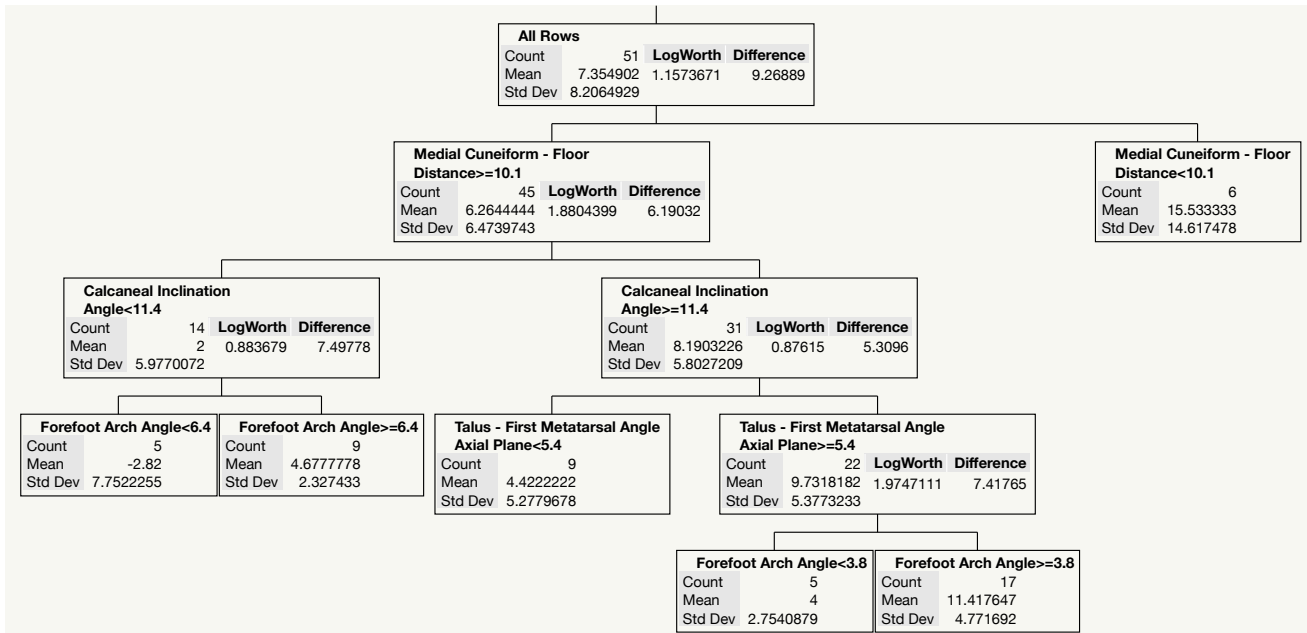 All Rows
Count 51 LogWorth Difference
Mean 7.354902 1.1573671 9.26889
Std Dev 8.2064929
Medial Cuneiform - Floor
Distance>=10.1
Count 45 LogWorth Difference
Mean 6.2644444 1.8804399 6.19032
Std Dev 6.4739743
Medial Cuneiform - Floor
Distance<10.1
Count 6
Mean 15.533333
Std Dev 14.617478
Calcaneal Inclination
Angle<11.4
Count 14 LogWorth Difference
Mean 2 0.883679 7.49778
Std Dev 5.9770072
Calcaneal Inclination
Angle>=11.4
Count 31 LogWorth Difference
Mean 8.1903226 0.87615 5.3096
Std Dev 5.8027209
Forefoot Arch Angle<6.4
Count 5
Mean -2.82
Std Dev 7.7522255
Forefoot Arch Angle>=6.4
Count 9
Mean 4.6777778
Std Dev 2.327433
Talus - First Metatarsal Angle
Axial Plane<5.4
Count 9
Mean 4.4222222
Std Dev 5.2779678
Talus - First Metatarsal Angle
Axial Plane>=5.4
Count 22 LogWorth Difference
Mean 9.7318182 1.9747111 7.41765
Std Dev 5.3773233
Forefoot Arch Angle<3.8
Count 5
Mean 4
Std Dev 2.7540879
Forefoot Arch Angle>=3.8
Count 17
Mean 11.417647
Std Dev 4.771692